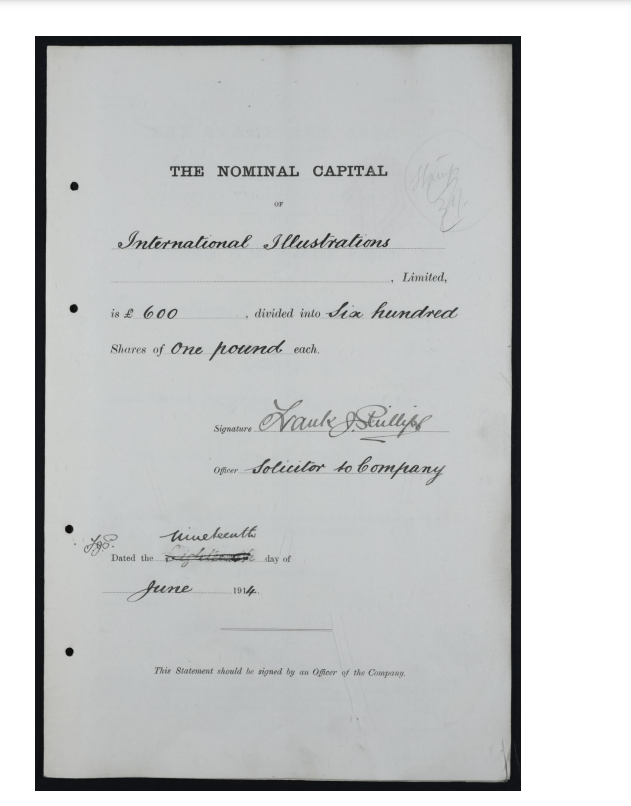 THE NOMINAL CAPITAL
OF
International Illustrations
, Limited,
is £ 600 , divided into Six hundred
Shares of One pound each.
Signature Frank J. Phillips
Officer Solicitor to Company
Nineteenth
F.J.P. Dated the Eighteenth day of
June 1914.
This Statement should be signed by an Officer of the Company.